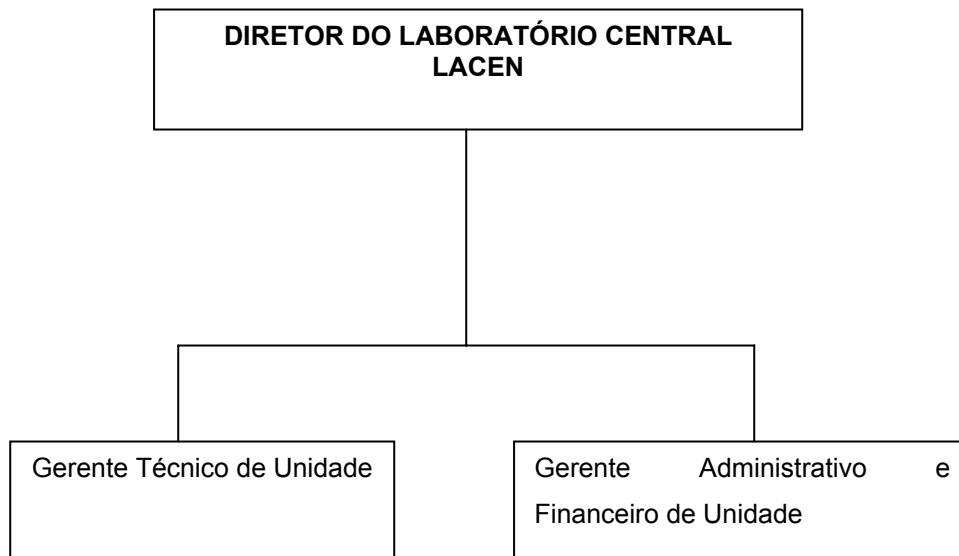 DIRETOR DO LABORATÓRIO CENTRAL
LACEN
Gerente Técnico de Unidade
Gerente Administrativo e
Financeiro de Unidade